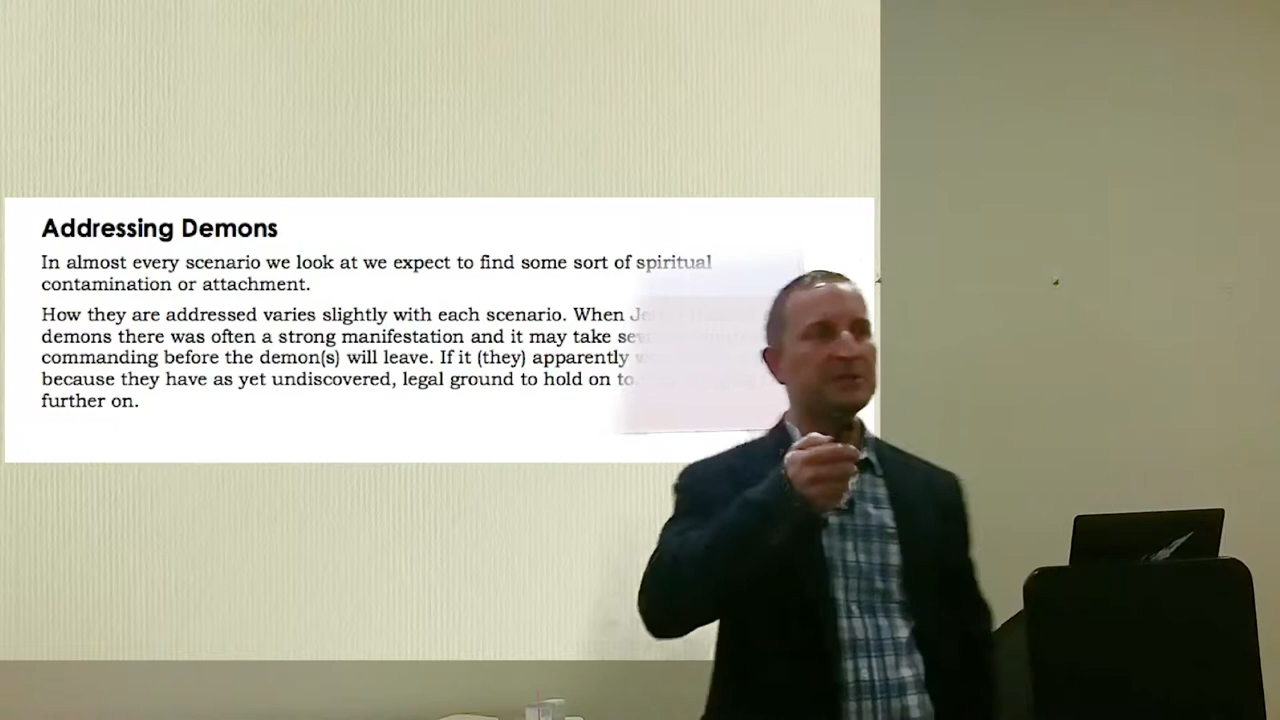 Addressing Demons
In almost every scenario we look at we expect to find some sort of spiritual
contamination or attachment.
How they are addressed varies slightly with each scenario. When
demons there was often a strong manifestation and it may take
commanding before the demon(s) will leave. If it (they) apparently
because they have as yet undiscovered, legal ground to hold on to
further on.